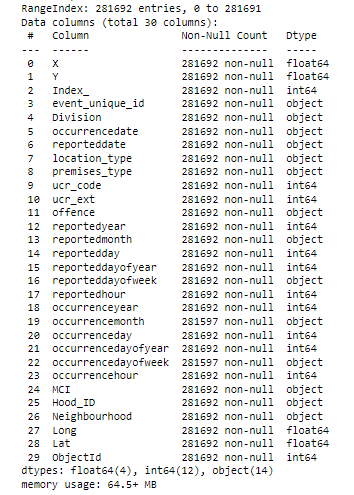 RangeIndex: 281692 entries, 0 to 281691
Data columns (total 30 columns):
 #   Column               Non-Null Count   Dtype
---  ------               --------------   -----
 0   X                    281692 non-null  float64
 1   Y                    281692 non-null  float64
 2   Index_               281692 non-null  int64
 3   event_unique_id      281692 non-null  object
 4   Division             281692 non-null  object
 5   occurrencedate       281692 non-null  object
 6   reporteddate         281692 non-null  object
 7   location_type        281692 non-null  object
 8   premises_type        281692 non-null  object
 9   ucr_code             281692 non-null  int64
 10  ucr_ext              281692 non-null  int64
 11  offence              281692 non-null  object
 12  reportedyear         281692 non-null  int64
 13  reportedmonth        281692 non-null  object
 14  reportedday          281692 non-null  int64
 15  reporteddayofyear    281692 non-null  int64
 16  reporteddayofweek    281692 non-null  object
 17  reportedhour         281692 non-null  int64
 18  occurrenceyear       281692 non-null  int64
 19  occurrencemonth      281597 non-null  object
 20  occurrenceday        281692 non-null  int64
 21  occurrencedayofyear  281692 non-null  int64
 22  occurrencedayofweek  281597 non-null  object
 23  occurrencehour       281692 non-null  int64
 24  MCI                  281692 non-null  object
 25  Hood_ID              281692 non-null  object
 26  Neighbourhood        281692 non-null  object
 27  Long                 281692 non-null  float64
 28  Lat                  281692 non-null  float64
 29  ObjectId             281692 non-null  int64
dtypes: float64(4), int64(12), object(14)
memory usage: 64.5+ MB